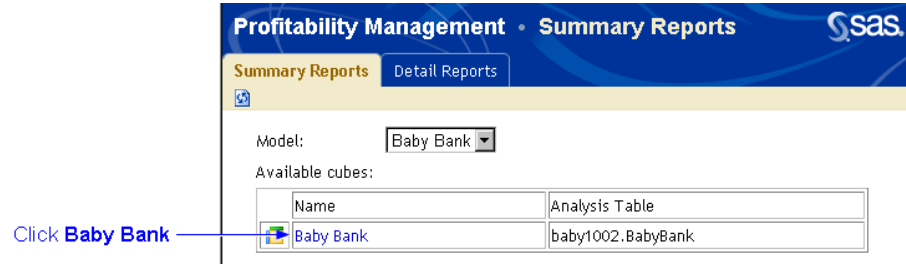 Profitability Management • Summary Reports
sas.
Summary Reports Detail Reports
Model: Baby Bank
Available cubes:
Name Analysis Table
Click Baby Bank Baby Bank baby1002.BabyBank